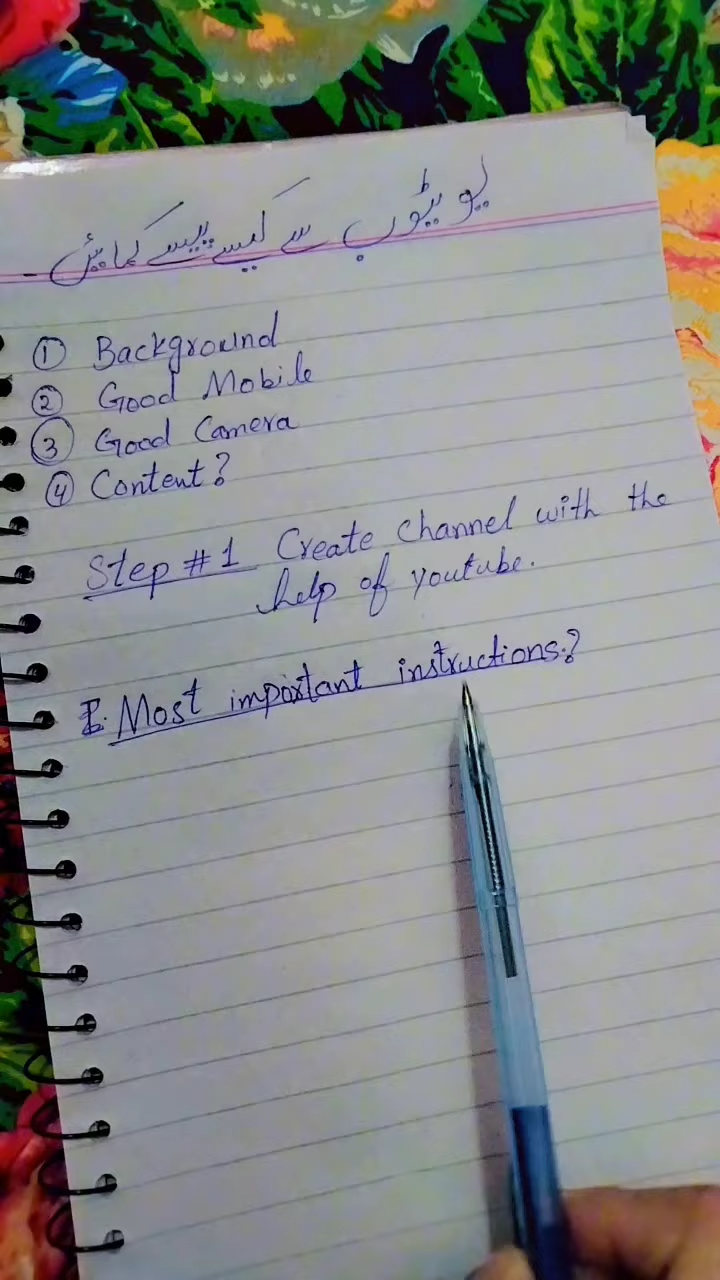 یوٹیوب سے کیسے پیسے کمایئں ۔
① Background
② Good Mobile
③ Good Camera
④ Content?
Step #1 Create Channel with the
help of youtube.
Most important instructions.?